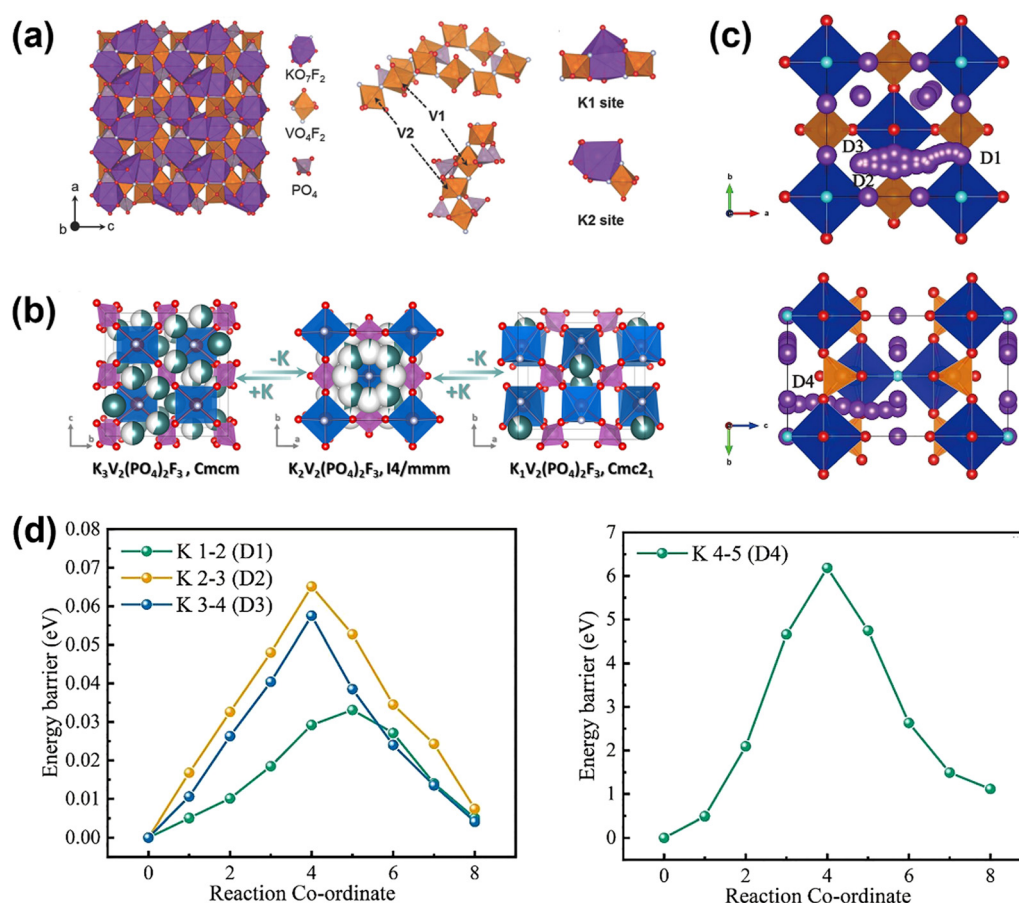 (a)
KO₇F₂
VO₄F₂
PO₄
a
b
c
V1
V2
K1 site
K2 site
(b)
c
b
-K
+K
b
a
-K
+K
b
a
K₃V₂(PO₄)₂F₃, Cmcm
K₂V₂(PO₄)₂F₃, I4/mmm
K₁V₂(PO₄)₂F₃, Cmc2₁
(c)
D3
D1
D2
b
a
D4
c
b
(d)
Energy barrier (eV)
0.08
0.07
0.06
0.05
0.04
0.03
0.02
0.01
0.00
K 1-2 (D1)
K 2-3 (D2)
K 3-4 (D3)
0 2 4 6 8
Reaction Co-ordinate
Energy barrier (eV)
7
6
5
4
3
2
1
0
K 4-5 (D4)
0 2 4 6 8
Reaction Co-ordinate